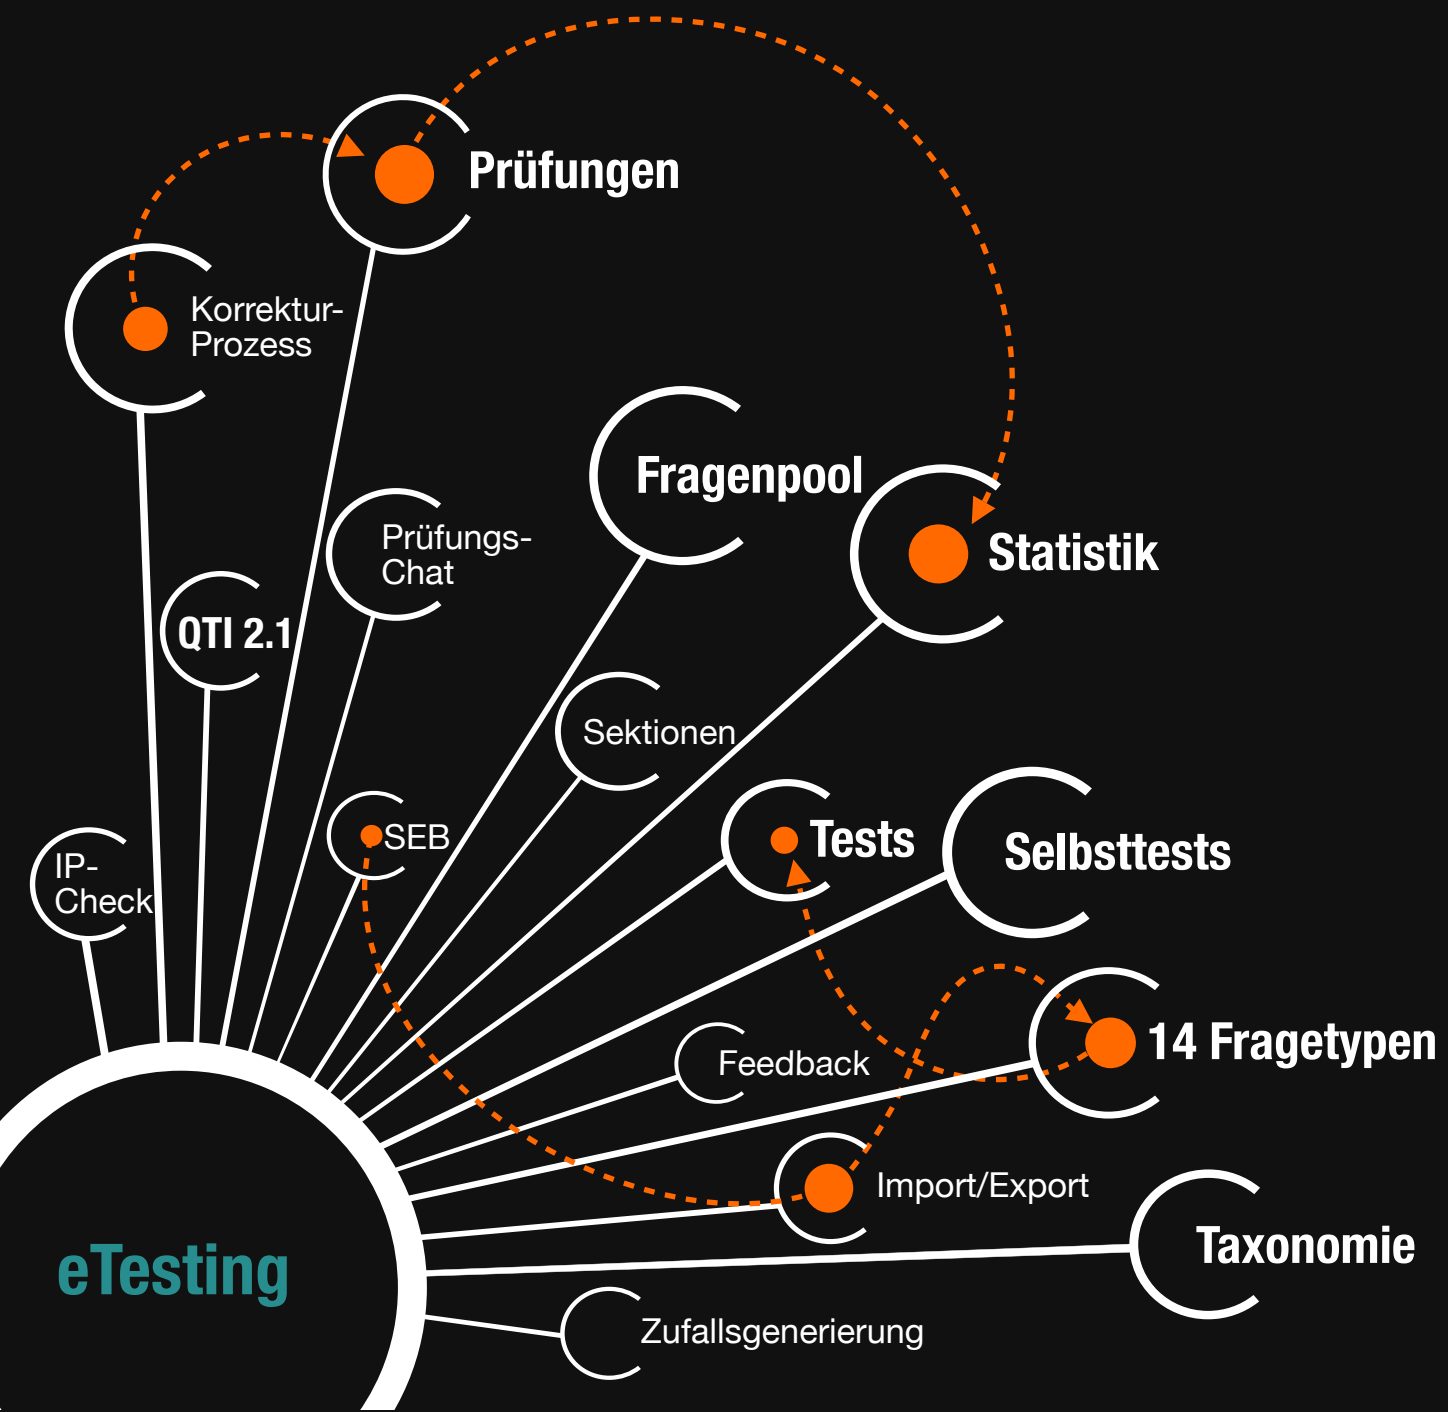 Prüfungen
Korrektur-
Prozess
Fragenpool
Statistik
Prüfungs-
Chat
QTI 2.1
Sektionen
SEB
Tests
Selbsttests
IP-
Check
14 Fragetypen
Feedback
Import/Export
Taxonomie
eTesting
Zufallsgenerierung